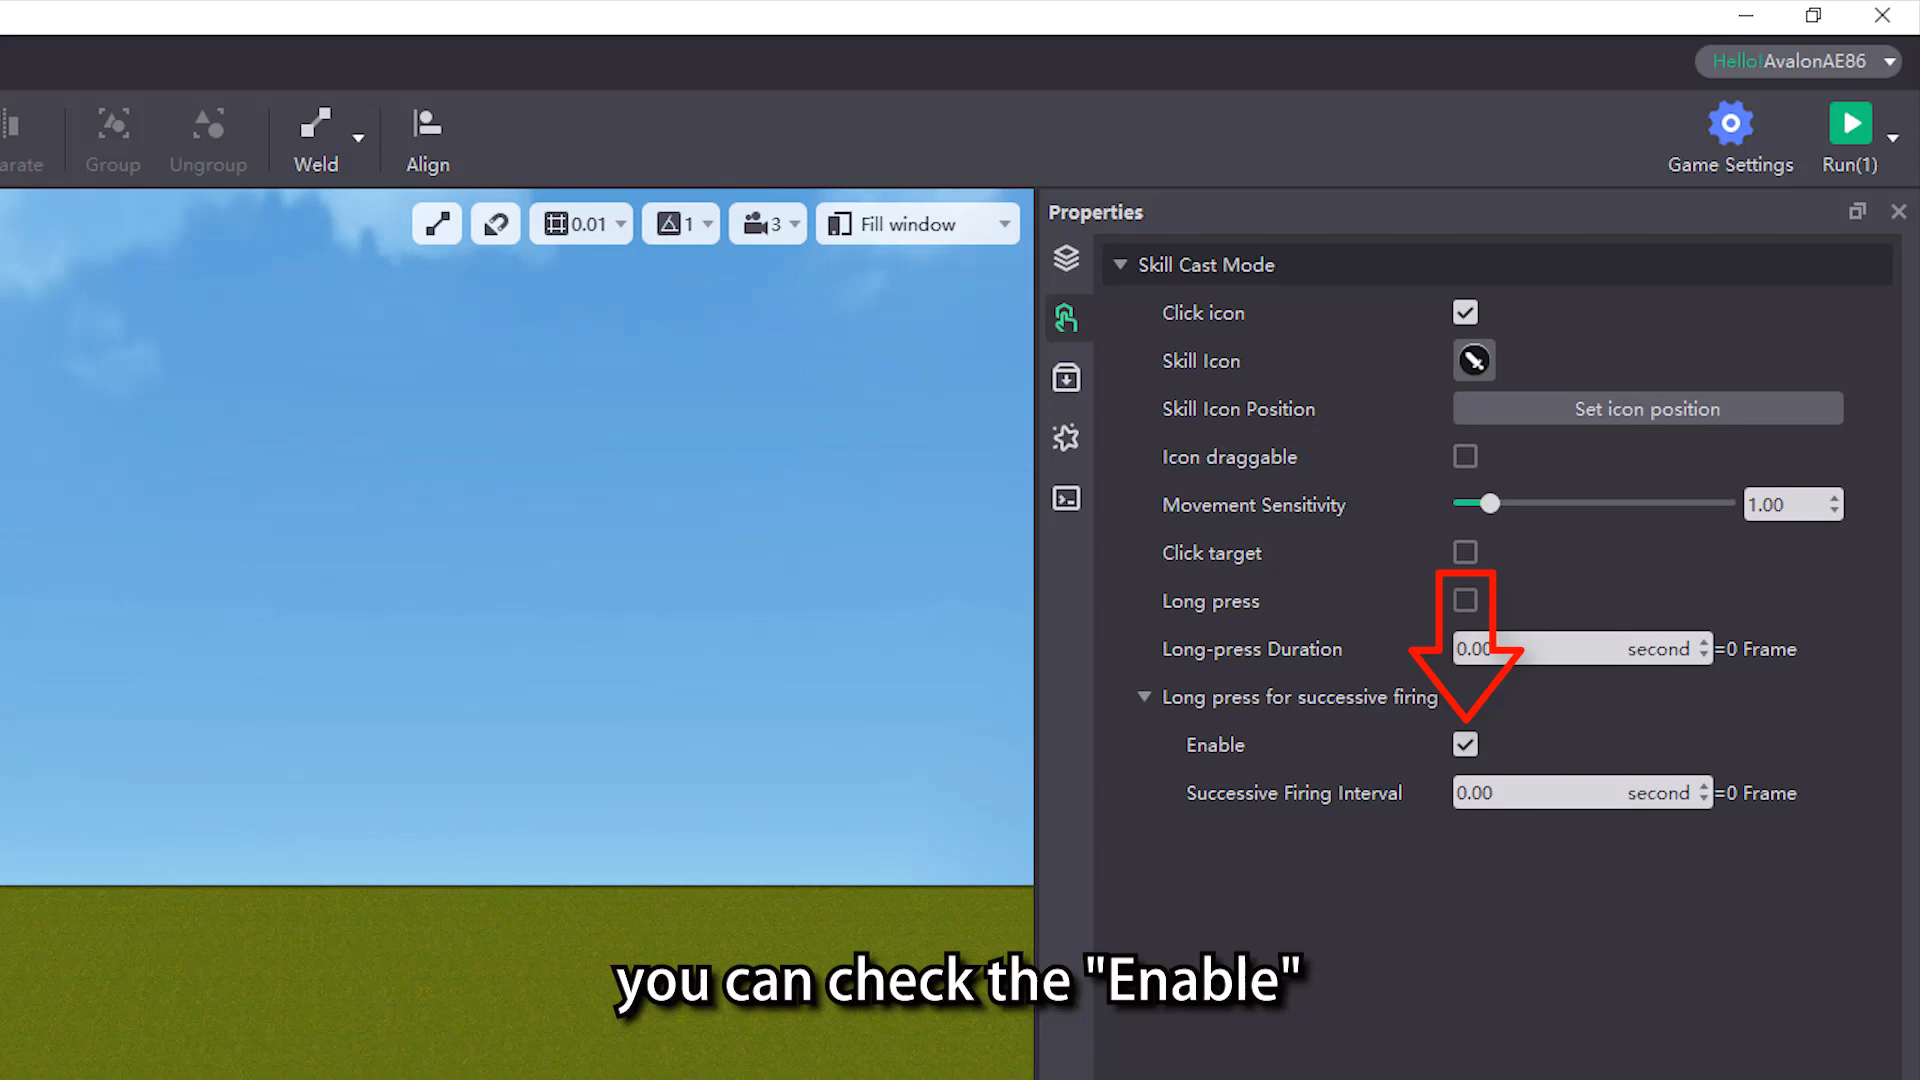 Hello!AvalonAE86
arate
Group
Ungroup
Weld
Align
Game Settings
Run(1)
0.01
1
3
Fill window
Properties
Skill Cast Mode
Click icon
Skill Icon
Skill Icon Position
Set icon position
Icon draggable
Movement Sensitivity
1.00
Click target
Long press
Long-press Duration
0.00 second =0 Frame
Long press for successive firing
Enable
Successive Firing Interval
0.00 second =0 Frame
you can check the "Enable"